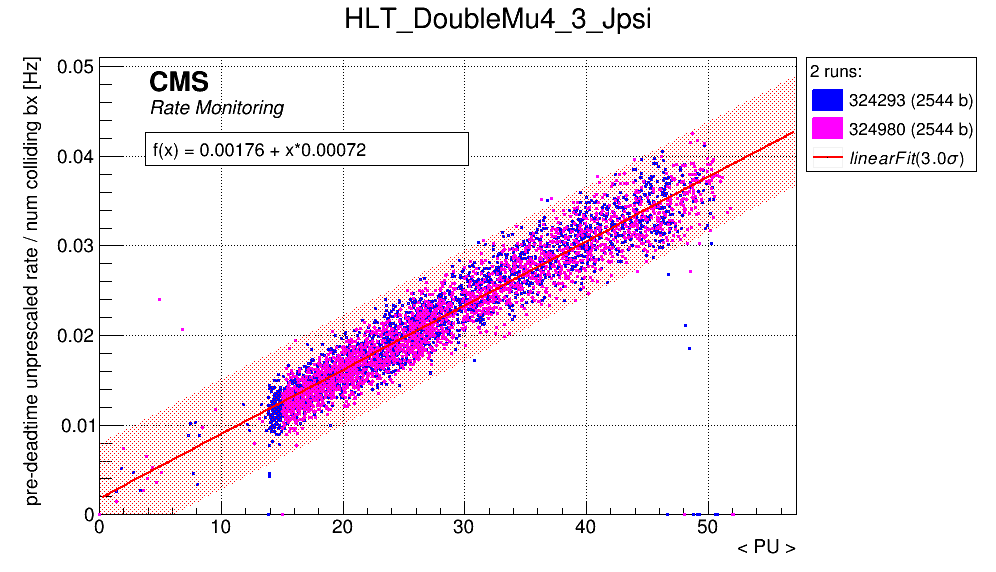 HLT_DoubleMu4_3_Jpsi
pre-deadtime unprescaled rate / num colliding bx [Hz]
0.05
0.04
0.03
0.02
0.01
0
CMS
Rate Monitoring
f(x) = 0.00176 + x*0.00072
2 runs:
324293 (2544 b)
324980 (2544 b)
linearFit(3.0σ)
0 10 20 30 40 50
< PU >